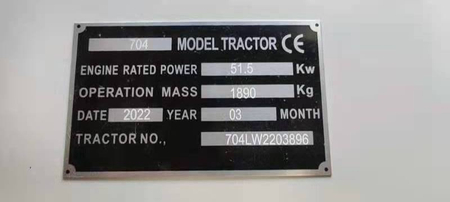 704 MODEL TRACTOR CE
ENGINE RATED POWER 51.5 Kw
OPERATION MASS 1890 Kg
DATE 2022 YEAR 03 MONTH
TRACTOR NO., 704LW2203896